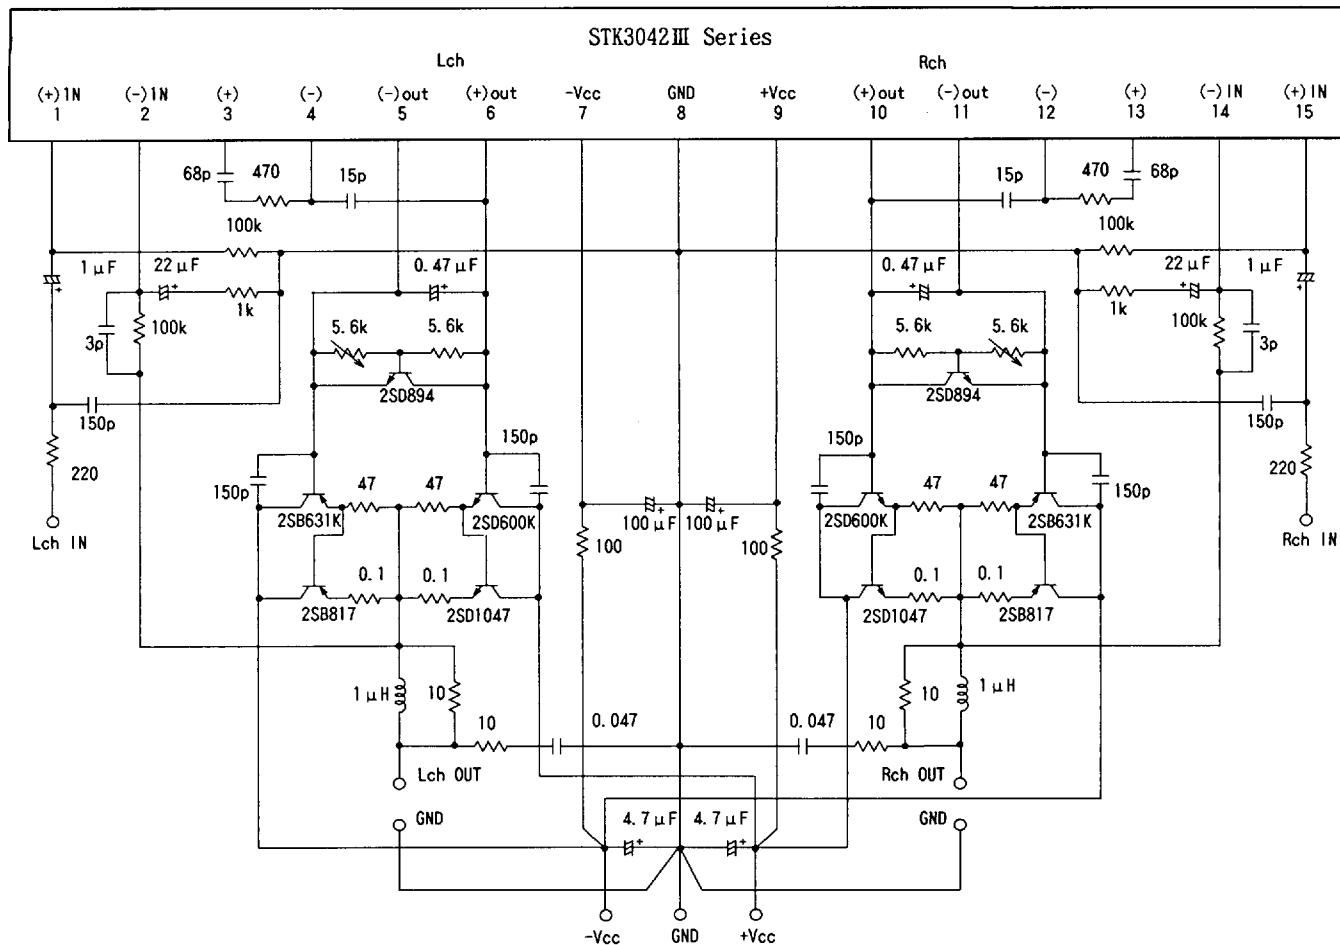 STK3042Ⅲ Series
Lch Rch
(+)IN (-)IN (+) (-) (-)out (+)out -Vcc GND +Vcc (+)out (-)out (-) (+) (-)IN (+)IN
1 2 3 4 5 6 7 8 9 10 11 12 13 14 15
68p 470 15p 15p 470 68p
100k 100k
1μF 22μF 0.47μF 0.47μF 22μF 1μF
1k 1k
3p 100k 5.6k 5.6k 5.6k 5.6k 100k 3p
2SD894 2SD894
150p 150p
150p 150p
220 150p 47 47 47 47 150p 220
2SB631K 2SD600K 100μF 100μF 2SD600K 2SB631K
Lch IN 100 100 Rch IN
0.1 0.1 0.1 0.1
2SB817 2SD1047 2SD1047 2SB817
1μH 10 10 1μH
10 0.047 0.047 10
Lch OUT Rch OUT
GND 4.7μF 4.7μF GND
-Vcc GND +Vcc